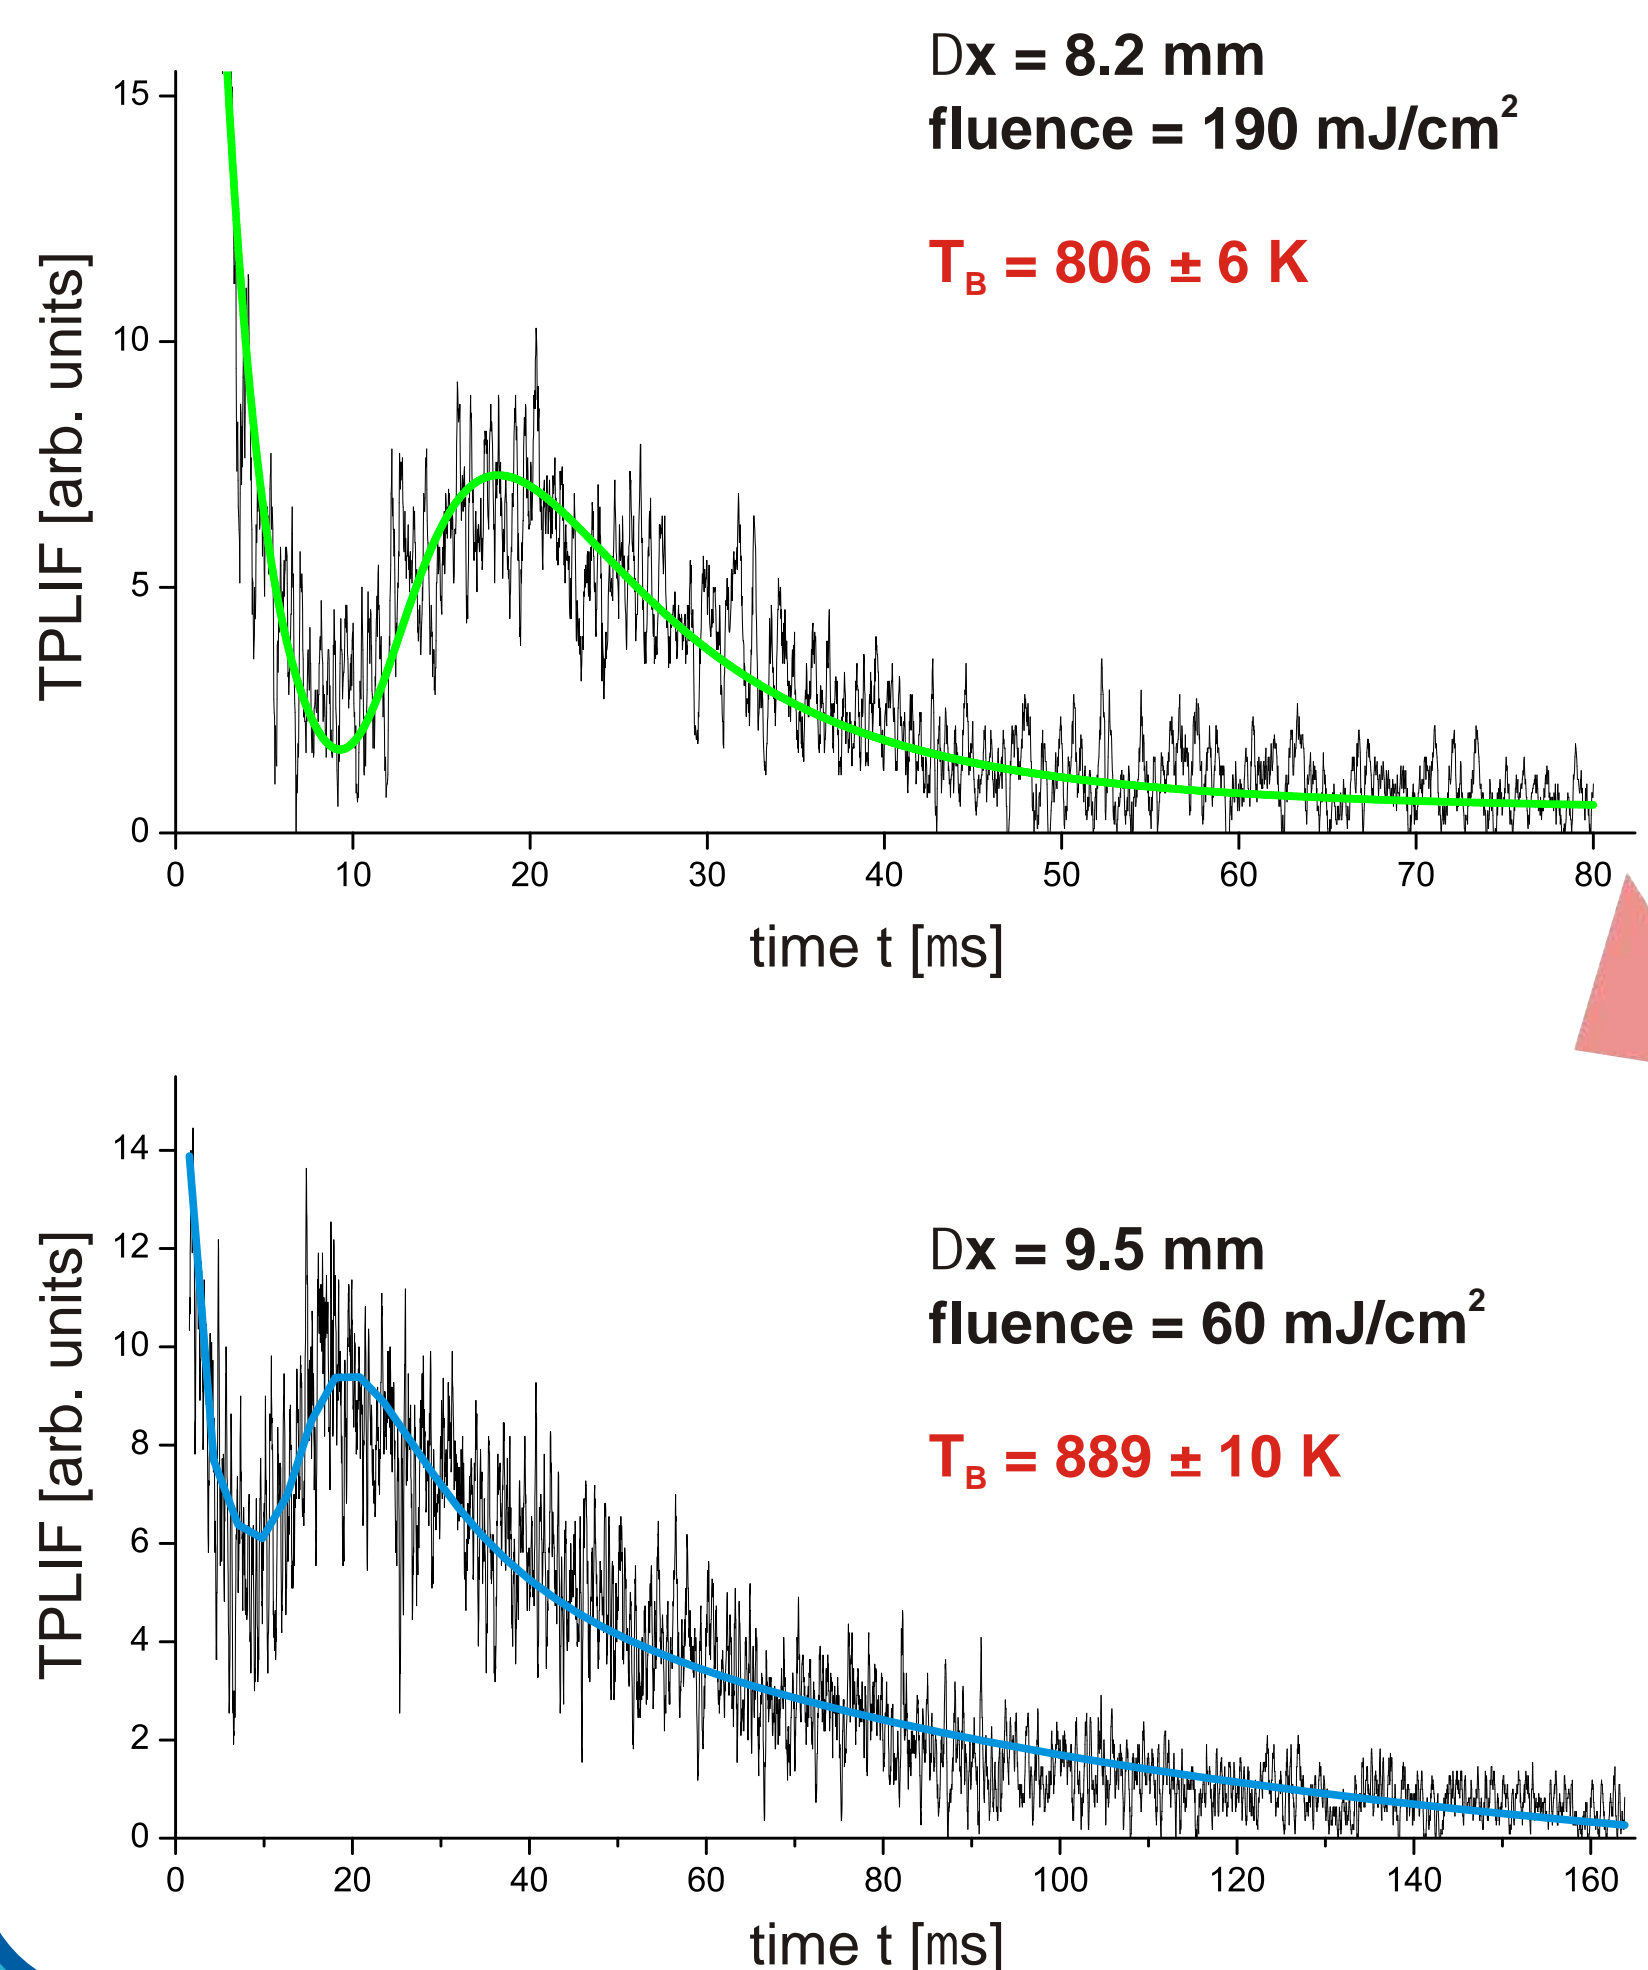 Dx = 8.2 mm
fluence = 190 mJ/cm²
T_B = 806 ± 6 K
TPLIF [arb. units]
15
10
5
0
0 10 20 30 40 50 60 70 80
time t [ms]
Dx = 9.5 mm
fluence = 60 mJ/cm²
T_B = 889 ± 10 K
TPLIF [arb. units]
14
12
10
8
6
4
2
0
0 20 40 60 80 100 120 140 160
time t [ms]